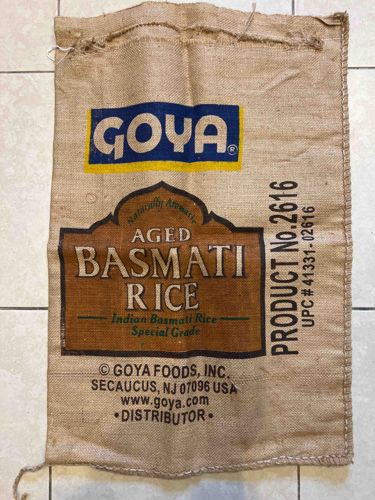 GOYA®
Naturally Aromatic
AGED
BASMATI
RICE
Indian Basmati Rice
Special Grade
© GOYA FOODS, INC.
SECAUCUS, NJ 07096 USA
www.goya.com
•DISTRIBUTOR•
PRODUCT No.2616
UPC # 41331-02616